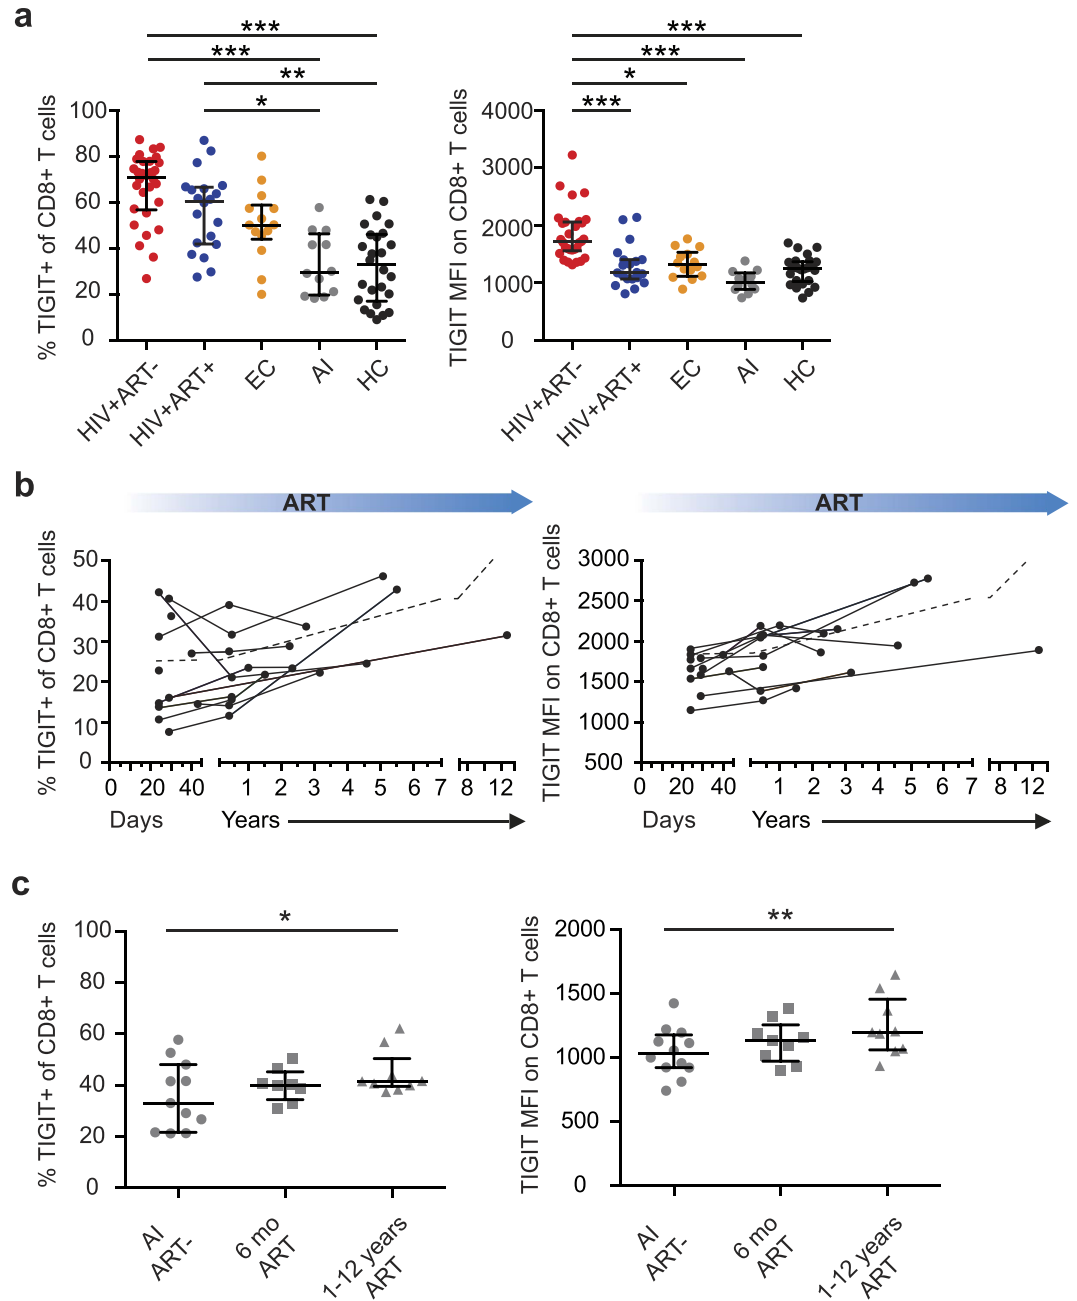 a
***
***
**
*
% TIGIT+ of CD8+ T cells
100
80
60
40
20
0
HIV+ART-
HIV+ART+
EC
AI
HC
***
***
*
***
TIGIT MFI on CD8+ T cells
4000
3000
2000
1000
0
HIV+ART-
HIV+ART+
EC
AI
HC
b
ART
% TIGIT+ of CD8+ T cells
50
40
30
20
10
0
0 20 40 1 2 3 4 5 6 7 8 12
Days Years
ART
TIGIT MFI on CD8+ T cells
3000
2500
2000
1500
1000
500
0 20 40 1 2 3 4 5 6 7 8 12
Days Years
c
*
% TIGIT+ of CD8+ T cells
100
80
60
40
20
0
AI
ART-
6 mo
ART
1-12 years
ART
**
TIGIT MFI on CD8+ T cells
2000
1500
1000
500
0
AI
ART-
6 mo
ART
1-12 years
ART